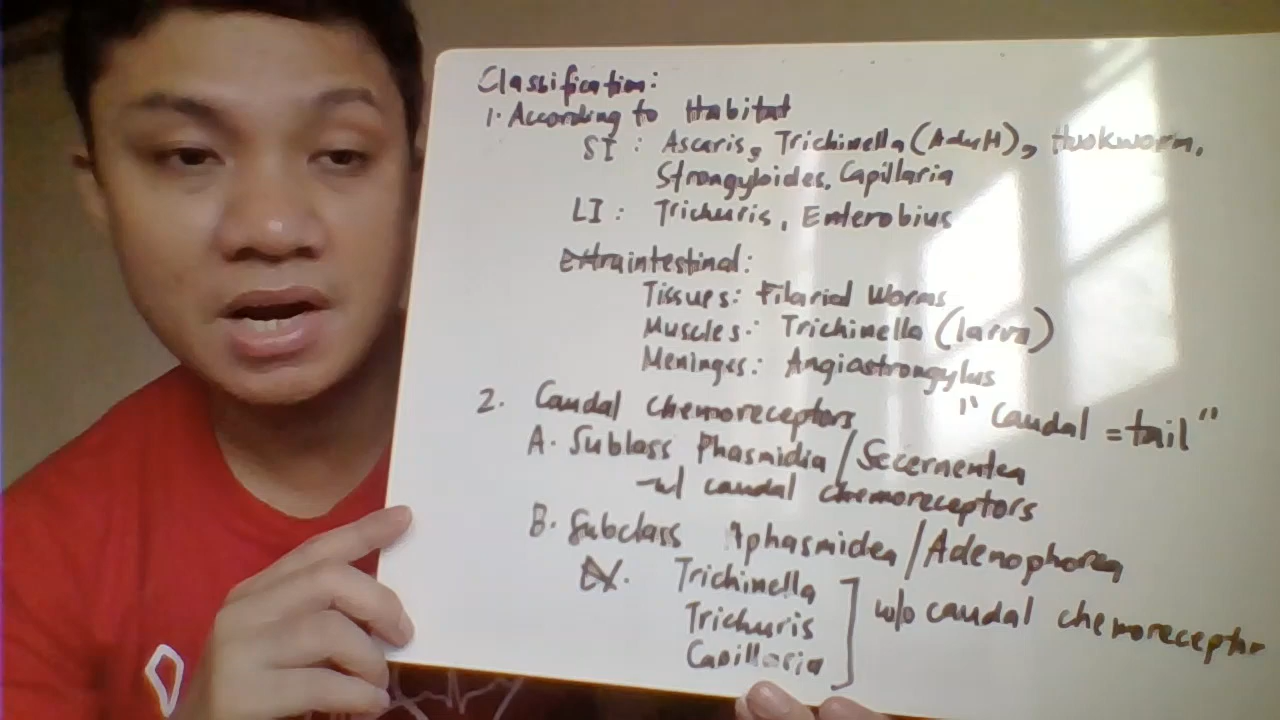 Classification:
1. According to Habitat
SI : Ascaris, Trichinella (Adult), Hookworm,
Strongyloides, Capillaria
LI : Trichuris, Enterobius
Extraintestinal:
Tissues: Filarial Worms
Muscles: Trichinella (larva)
Meninges: Angiostrongylus
2. Caudal chemoreceptors " caudal = tail "
A. Sublass Phasmidia / Secernentea
- w/ caudal chemoreceptors
B. Subclass Aphasmidea / Adenophorea
Ex. Trichinella
Trichuris
Capillaria
w/o caudal chemoreceptor